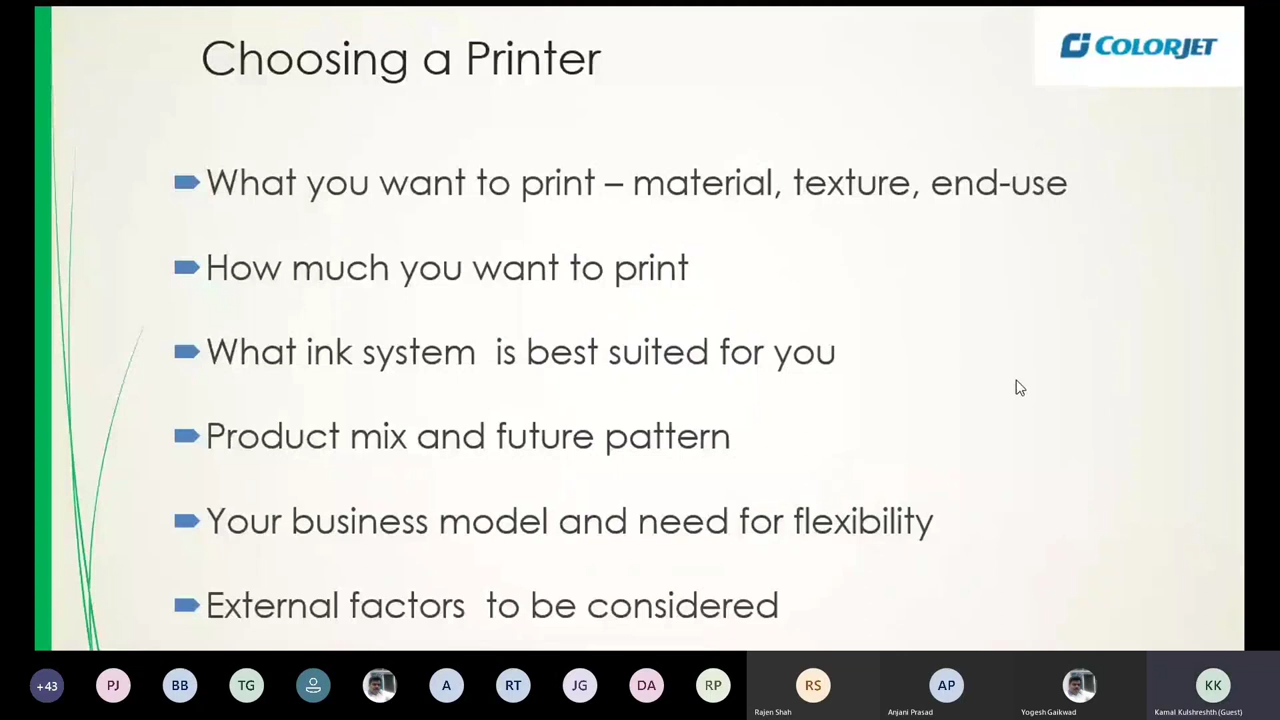 Choosing a Printer
COLORJET
What you want to print – material, texture, end-use
How much you want to print
What ink system is best suited for you
Product mix and future pattern
Your business model and need for flexibility
External factors to be considered
+43
PJ
BB
TG
A
RT
JG
DA
RP
RS
AP
KK
Rajen Shah
Anjani Prasad
Yogesh Gaikwad
Kamal Kulshreshth (Guest)